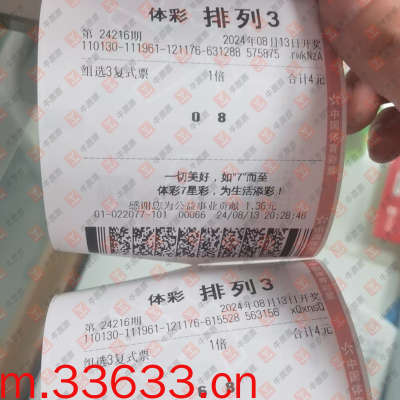 体彩 排列3
第 24216期 2024年08月13日开奖
110130-111961-121176-631288 575875 rwkNzA
组选3复式票 1倍 合计4元
0 8
一切美好，如“7”而至
体彩7星彩，为生活添彩！
感谢您为公益事业贡献 1.36元
01-022077-101 00066 24/08/13 20:28:46
体彩 排列3
第 24216期 2024年08月13日开奖
110130-111961-121176-615528 563156 xQxnpQ
组选3复式票 1倍 合计4元
6 8
m.33633.cn